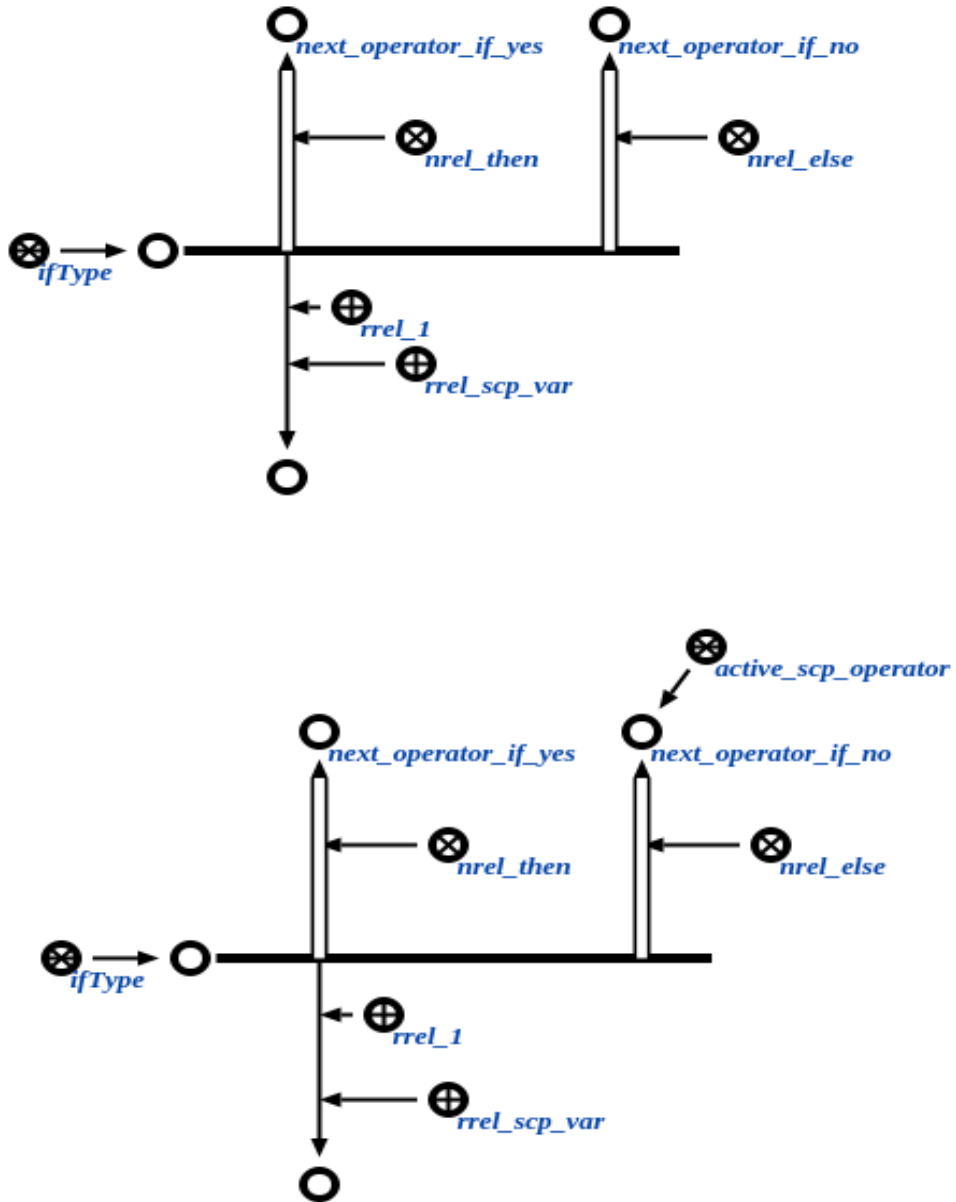 next_operator_if_yes
next_operator_if_no
nrel_then
nrel_else
ifType
rrel_1
rrel_scp_var
active_scp_operator
next_operator_if_yes
next_operator_if_no
nrel_then
nrel_else
ifType
rrel_1
rrel_scp_var